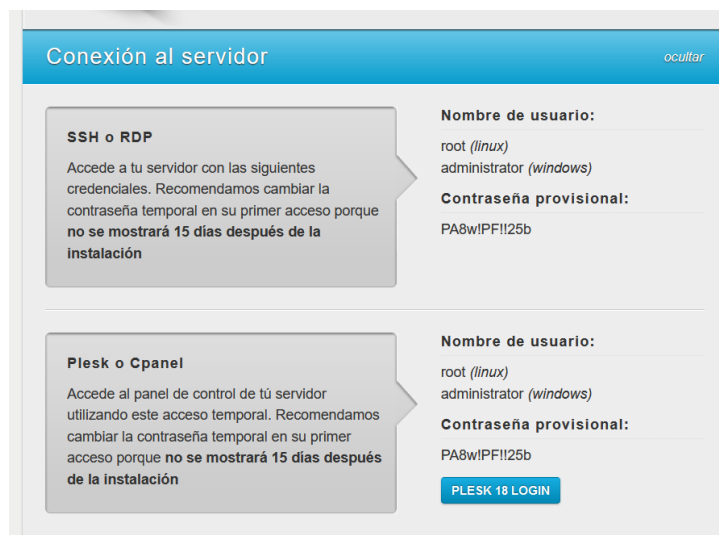 Conexión al servidor
ocultar
SSH o RDP
Accede a tu servidor con las siguientes
credenciales. Recomendamos cambiar la
contraseña temporal en su primer acceso porque
no se mostrará 15 días después de la
instalación
Nombre de usuario:
root (linux)
administrator (windows)
Contraseña provisional:
PA8w!PF!!25b
Plesk o Cpanel
Accede al panel de control de tú servidor
utilizando este acceso temporal. Recomendamos
cambiar la contraseña temporal en su primer
acceso porque no se mostrará 15 días después
de la instalación
Nombre de usuario:
root (linux)
administrator (windows)
Contraseña provisional:
PA8w!PF!!25b
PLESK 18 LOGIN